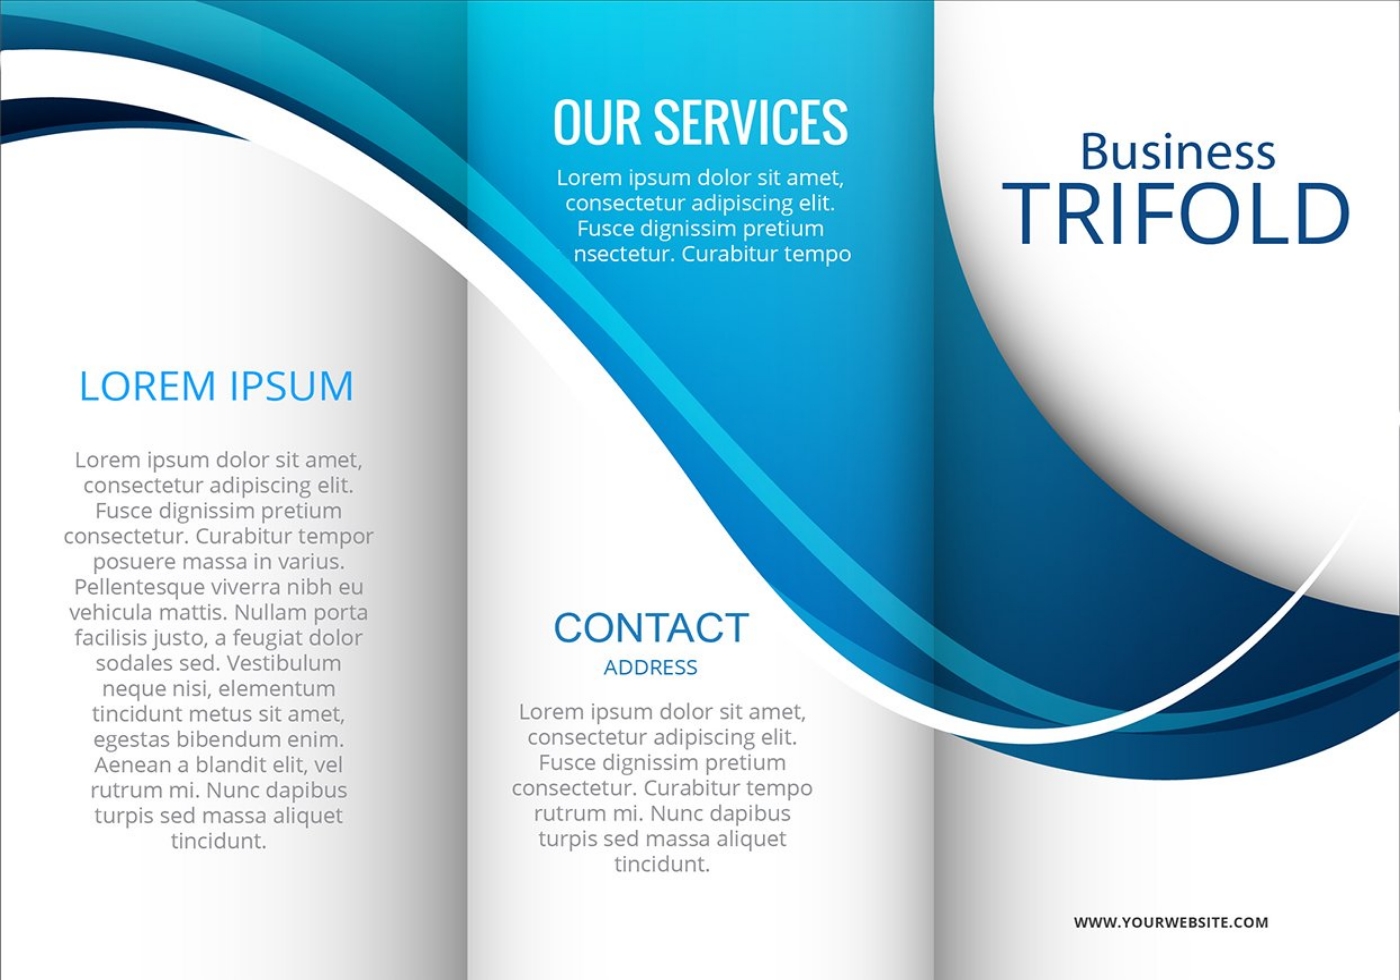 LOREM IPSUM
Lorem ipsum dolor sit amet,
consectetur adipiscing elit.
Fusce dignissim pretium
consectetur. Curabitur tempor
posuere massa in varius.
Pellentesque viverra nibh eu
vehicula mattis. Nullam porta
facilisis justo, a feugiat dolor
sodales sed. Vestibulum
neque nisi, elementum
tincidunt metus sit amet,
egestas bibendum enim.
Aenean a blandit elit, vel
rutrum mi. Nunc dapibus
turpis sed massa aliquet
tincidunt.
OUR SERVICES
Lorem ipsum dolor sit amet,
consectetur adipiscing elit.
Fusce dignissim pretium
nsectetur. Curabitur tempo
CONTACT
ADDRESS
Lorem ipsum dolor sit amet,
consectetur adipiscing elit.
Fusce dignissim pretium
consectetur. Curabitur tempo
rutrum mi. Nunc dapibus
turpis sed massa aliquet
tincidunt.
Business
TRIFOLD
WWW.YOURWEBSITE.COM